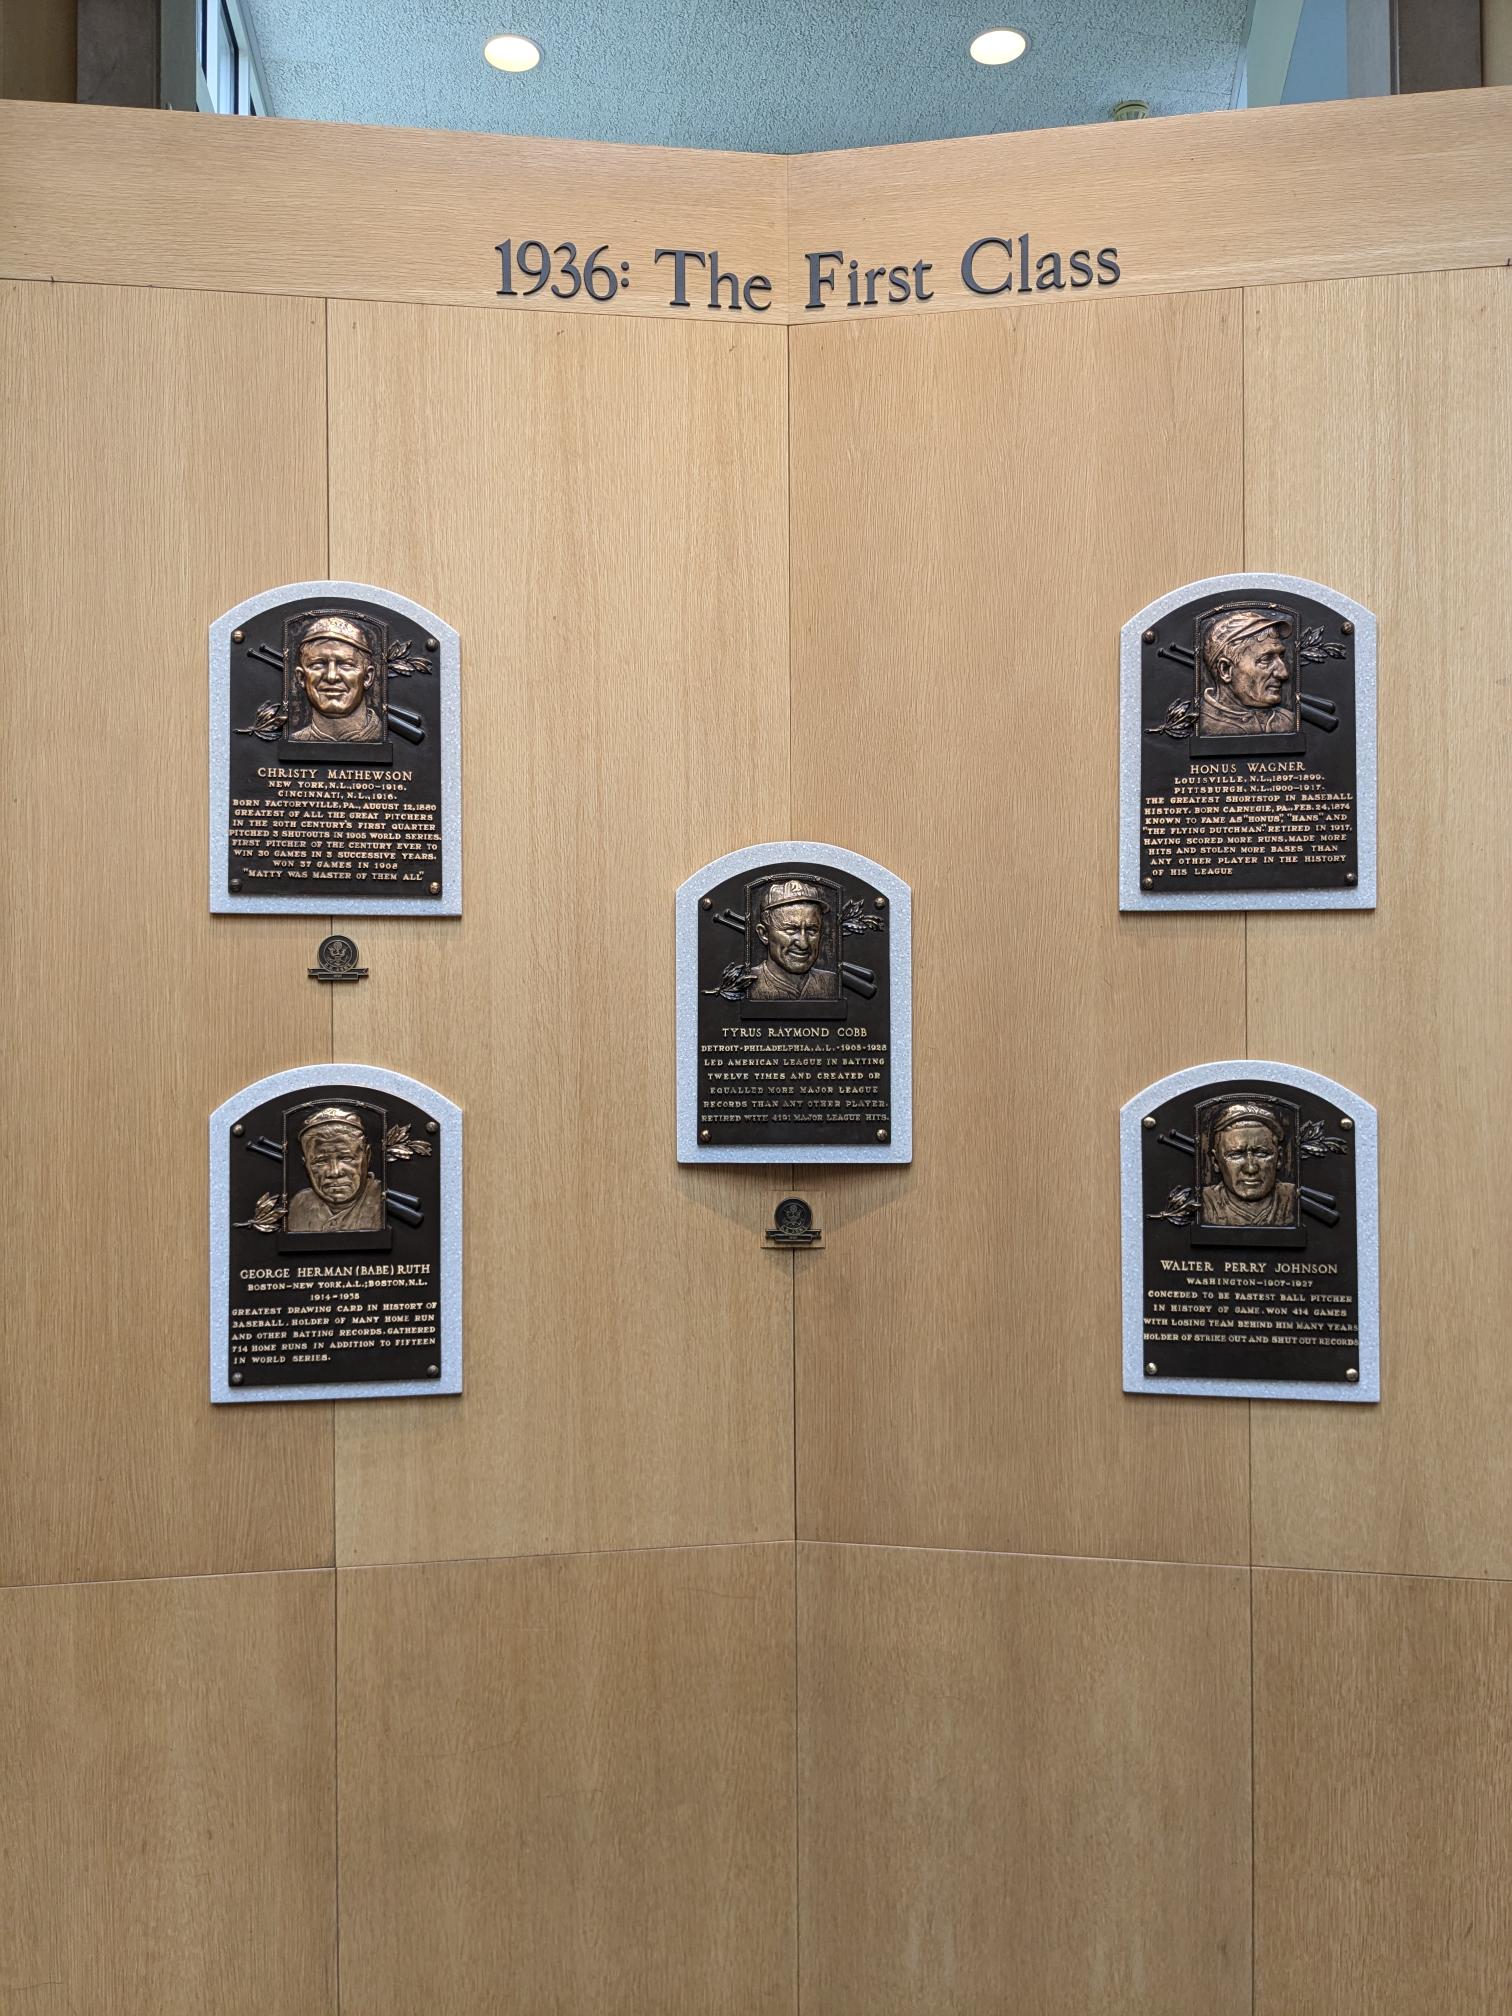 1936: The First Class
CHRISTY MATHEWSON
NEW YORK, N.L., 1900-1916.
CINCINNATI, N.L., 1916.
BORN FACTORYVILLE, PA., AUGUST 12, 1880
GREATEST OF ALL THE GREAT PITCHERS
IN THE 20TH CENTURY'S FIRST QUARTER
PITCHED 3 SHUTOUTS IN 1905 WORLD SERIES.
FIRST PITCHER OF THE CENTURY EVER TO
WIN 30 GAMES IN 3 SUCCESSIVE YEARS.
WON 37 GAMES IN 1908
"MATTY WAS MASTER OF THEM ALL"
HONUS WAGNER
LOUISVILLE, N.L., 1897-1899.
PITTSBURGH, N.L., 1900-1917.
THE GREATEST SHORTSTOP IN BASEBALL
HISTORY. BORN CARNEGIE, PA., FEB. 24, 1874
KNOWN TO FAME AS "HONUS", "HANS" AND
"THE FLYING DUTCHMAN." RETIRED IN 1917,
HAVING SCORED MORE RUNS, MADE MORE
HITS AND STOLEN MORE BASES THAN
ANY OTHER PLAYER IN THE HISTORY
OF HIS LEAGUE
TYRUS RAYMOND COBB
DETROIT-PHILADELPHIA, A.L.-1905-1928
LED AMERICAN LEAGUE IN BATTING
TWELVE TIMES AND CREATED OR
EQUALLED MORE MAJOR LEAGUE
RECORDS THAN ANY OTHER PLAYER.
RETIRED WITH 4191 MAJOR LEAGUE HITS.
GEORGE HERMAN (BABE) RUTH
BOSTON-NEW YORK, A.L.; BOSTON, N.L.
1914-1935
GREATEST DRAWING CARD IN HISTORY OF
BASEBALL. HOLDER OF MANY HOME RUN
AND OTHER BATTING RECORDS. GATHERED
714 HOME RUNS IN ADDITION TO FIFTEEN
IN WORLD SERIES.
WALTER PERRY JOHNSON
WASHINGTON-1907-1927
CONCEDED TO BE FASTEST BALL PITCHER
IN HISTORY OF GAME. WON 414 GAMES
WITH LOSING TEAM BEHIND HIM MANY YEARS.
HOLDER OF STRIKE OUT AND SHUT OUT RECORDS